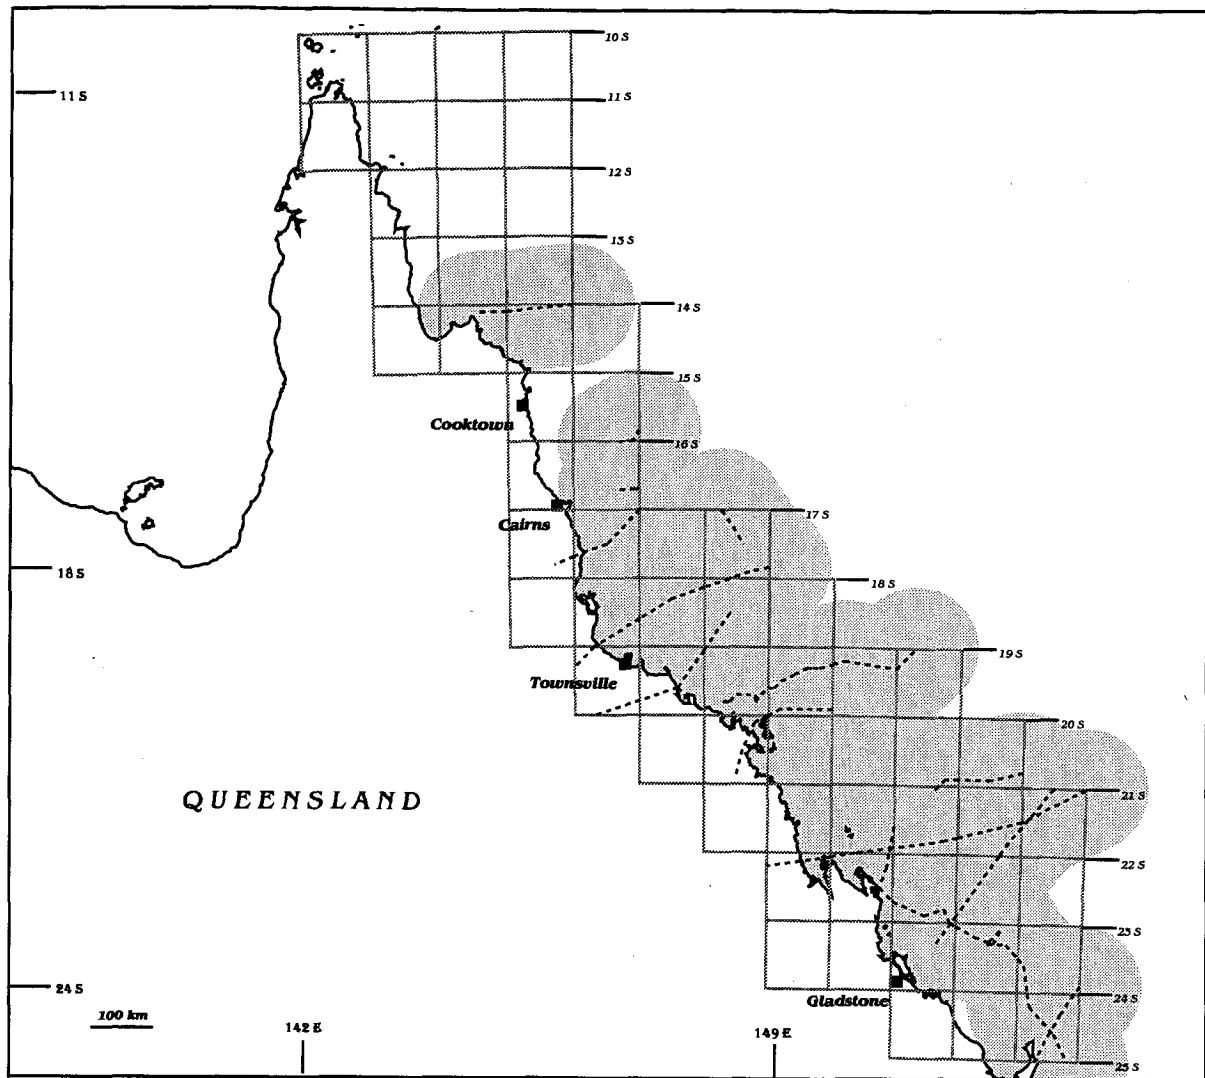 10 S
11 S
11 S
12 S
13 S
14 S
15 S
Cooktown
16 S
17 S
Cairns
18 S
18 S
19 S
Townsville
20 S
QUEENSLAND
21 S
22 S
23 S
24 S
Gladstone
24 S
100 km
142 E
149 E
25 S